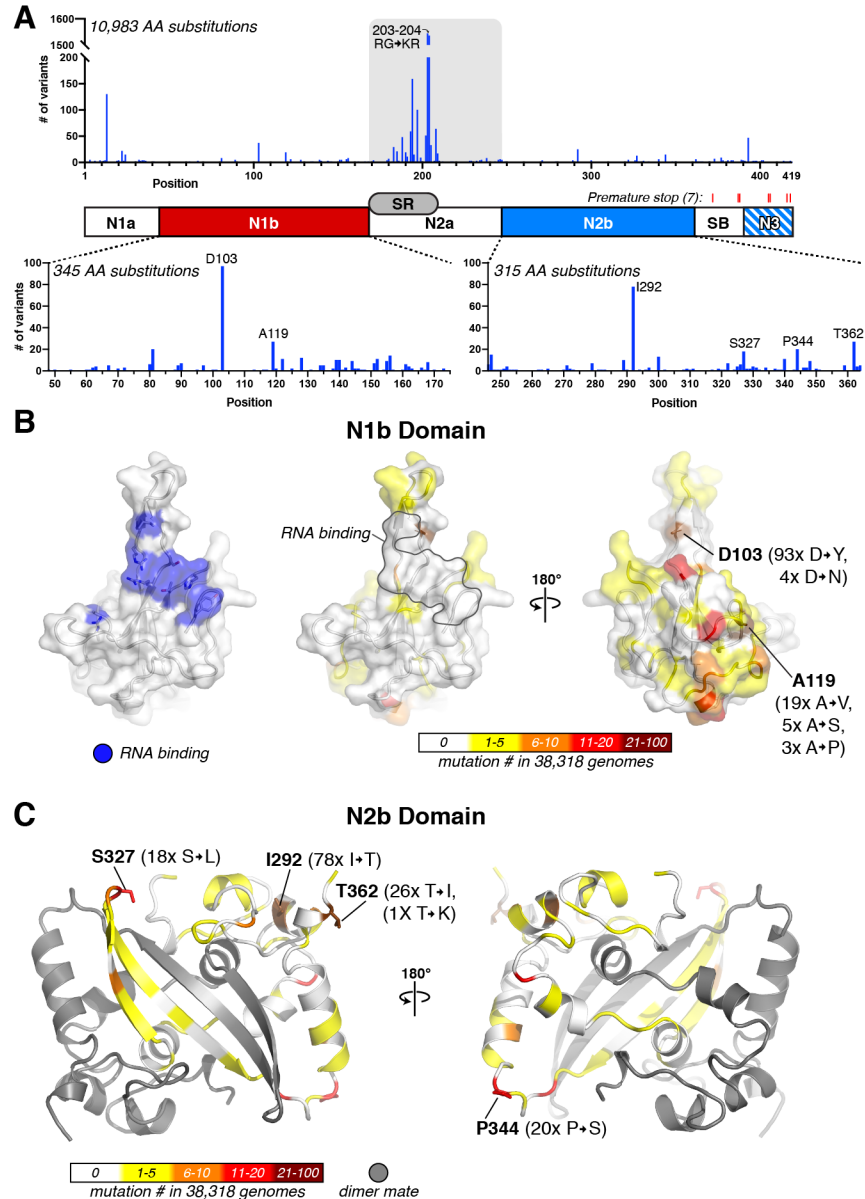 A
10,983 AA substitutions
203-204
RG→KR
# of variants
1600
1500
200
150
100
50
0
1
100
200
300
400
419
Position
Premature stop (7):
N1a
N1b
SR
N2a
N2b
SB
N3
345 AA substitutions
D103
A119
# of variants
100
80
60
40
20
0
50 60 70 80 90 100 110 120 130 140 150 160 170
Position
315 AA substitutions
I292
S327
P344
T362
100
80
60
40
20
0
250 260 270 280 290 300 310 320 330 340 350 360
Position
B
N1b Domain
RNA binding
180°
D103 (93x D→Y,
4x D→N)
A119
(19x A→V,
5x A→S,
3x A→P)
RNA binding
0 1-5 6-10 11-20 21-100
mutation # in 38,318 genomes
C
N2b Domain
S327 (18x S→L)
I292 (78x I→T)
T362 (26x T→I,
(1X T→K)
180°
P344 (20x P→S)
0 1-5 6-10 11-20 21-100
mutation # in 38,318 genomes
dimer mate